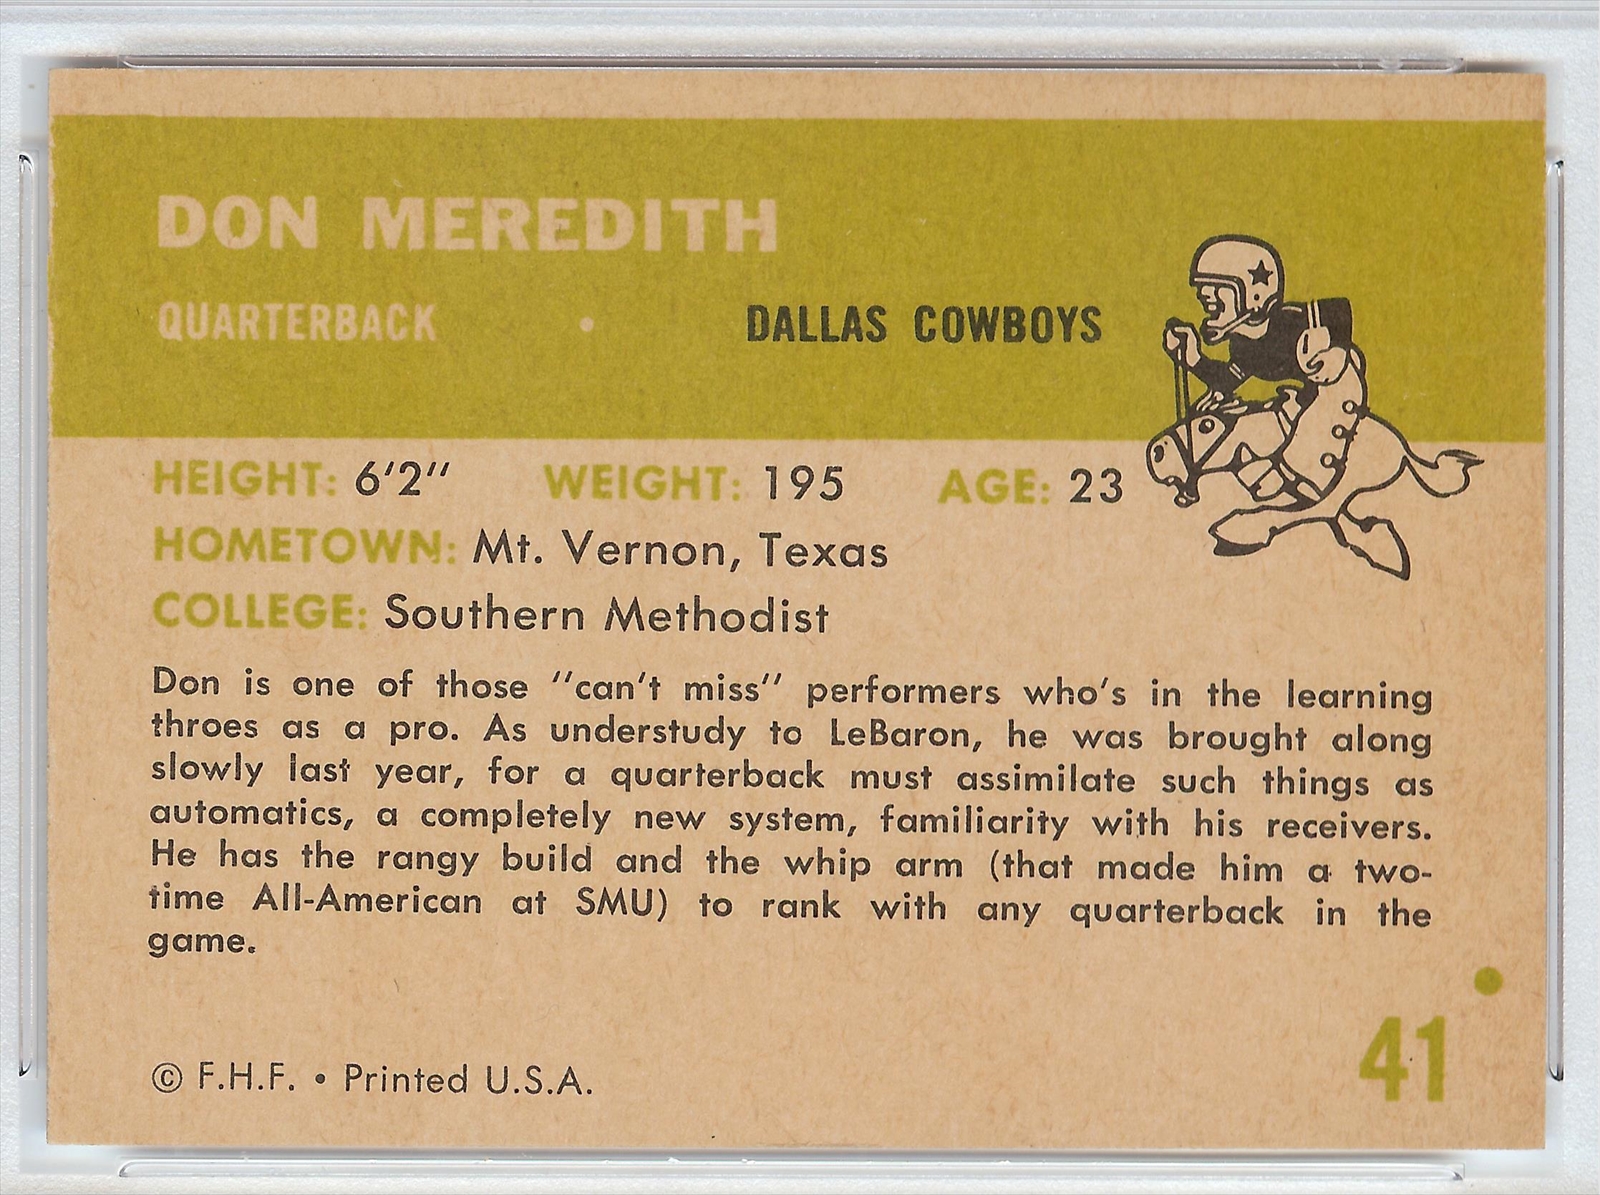 DON MEREDITH
QUARTERBACK • DALLAS COWBOYS
HEIGHT: 6'2" WEIGHT: 195 AGE: 23
HOMETOWN: Mt. Vernon, Texas
COLLEGE: Southern Methodist
Don is one of those "can't miss" performers who's in the learning
throes as a pro. As understudy to LeBaron, he was brought along
slowly last year, for a quarterback must assimilate such things as
automatics, a completely new system, familiarity with his receivers.
He has the rangy build and the whip arm (that made him a two-
time All-American at SMU) to rank with any quarterback in the
game.
41
© F.H.F. • Printed U.S.A.